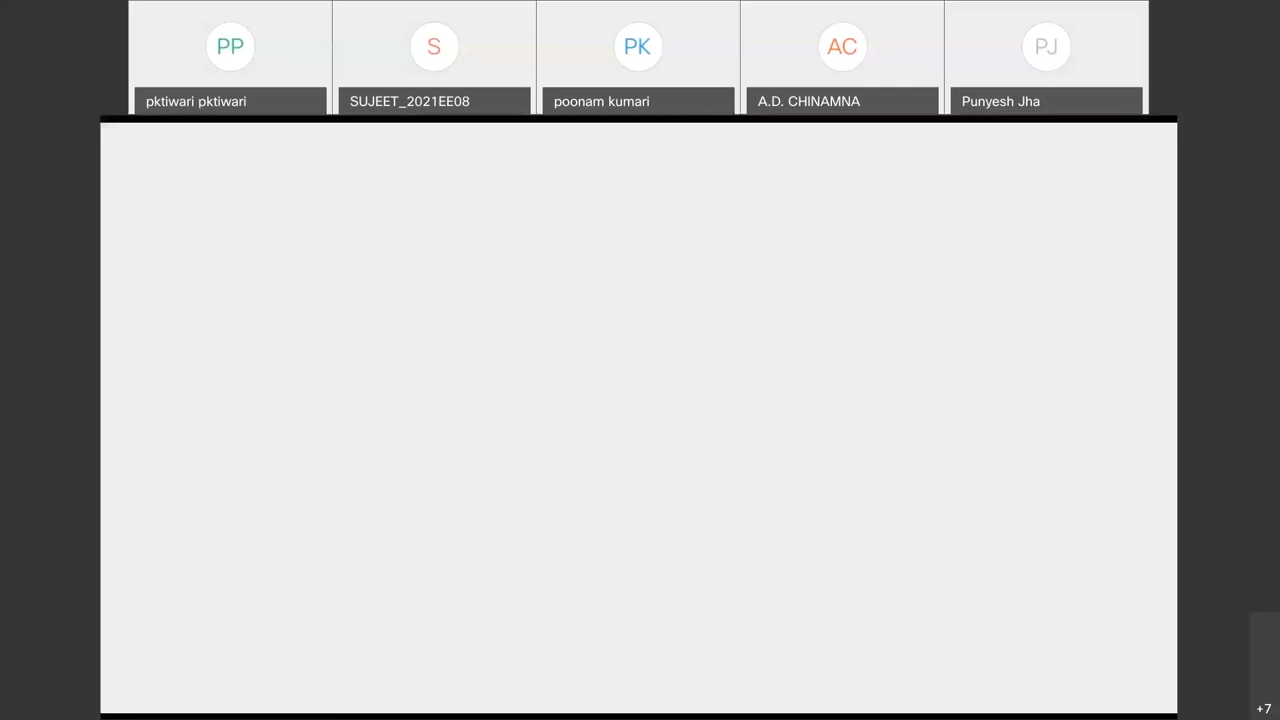 PP
S
PK
AC
PJ
pktiwari pktiwari
SUJEET_2021EE08
poonam kumari
A.D. CHINAMNA
Punyesh Jha
+7